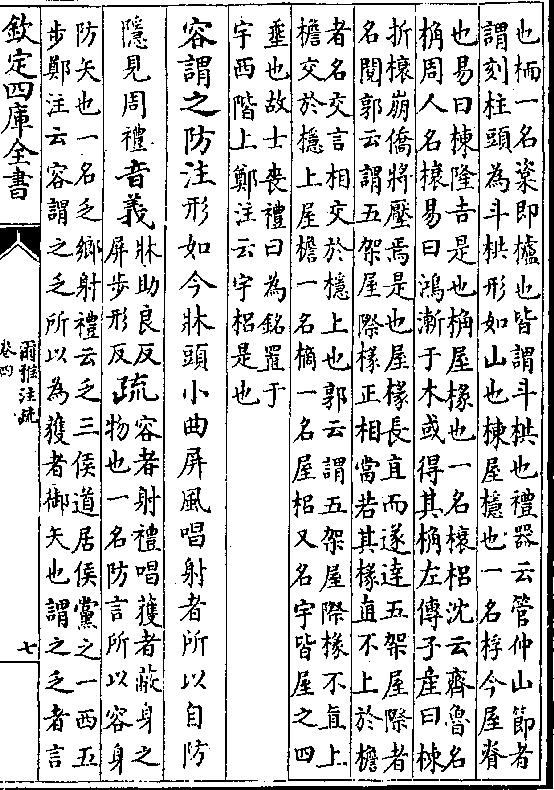 也栭一名楶即櫨也皆謂斗栱也禮器云管仲山節者
謂刻柱頭為斗栱形如山也棟屋檼也一名桴今屋脊
也易曰棟隆吉是也桷屋椽也一名榱梠沈云齊魯名
桷周人名榱易曰鴻漸于木或得其桷左傳子産曰棟
折榱崩僑將壓焉是也屋椽長直而遂達五架屋際者
名閱郭云謂五架屋際椽正相當若其椽直不上於檐
者名交言相交於檼上也郭云謂五架屋際椽不直上
檐交於檼上屋檐一名樀一名屋梠又名宇皆屋之四
垂也故士喪禮曰為銘置于
宇西階上鄭注云宇梠是也
容謂之防注形如今牀頭小曲屏風唱射者所以自防
隱見周禮音義牀助良反屏步形反疏容者射禮唱獲者蔽身之
物也一名防言所以容身
防矢也一名乏鄉射禮云乏三侯道居侯黨之一西五
步鄭注云容謂之乏所以為獲者御矢也謂之乏者言
欽定四庫全書
爾雅注疏
卷四
七